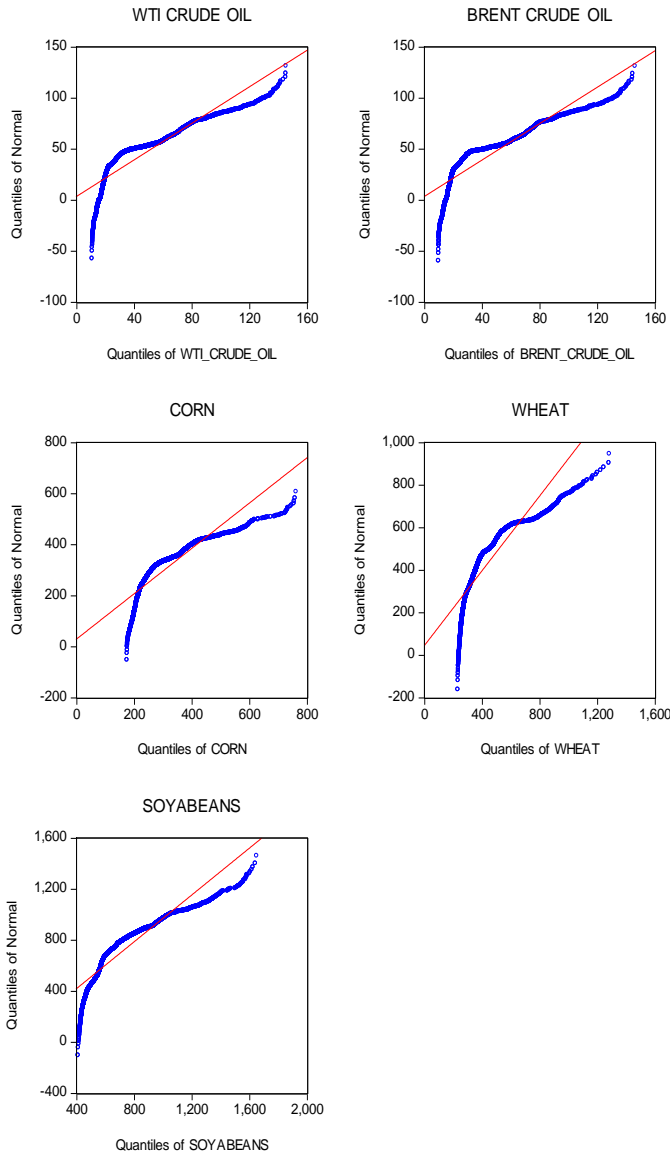 WTI CRUDE OIL
150
100
50
0
-50
-100
0 40 80 120 160
Quantiles of Normal
Quantiles of WTI_CRUDE_OIL
BRENT CRUDE OIL
150
100
50
0
-50
-100
0 40 80 120 160
Quantiles of Normal
Quantiles of BRENT_CRUDE_OIL
CORN
800
600
400
200
0
-200
0 200 400 600 800
Quantiles of Normal
Quantiles of CORN
WHEAT
1,000
800
600
400
200
0
-200
0 400 800 1,200 1,600
Quantiles of Normal
Quantiles of WHEAT
SOYABEANS
1,600
1,200
800
400
0
-400
400 800 1,200 1,600 2,000
Quantiles of Normal
Quantiles of SOYABEANS